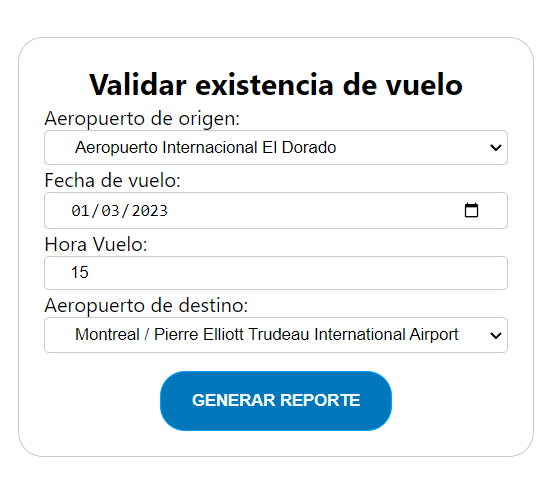 Validar existencia de vuelo
Aeropuerto de origen:
Aeropuerto Internacional El Dorado
Fecha de vuelo:
01/03/2023
Hora Vuelo:
15
Aeropuerto de destino:
Montreal / Pierre Elliott Trudeau International Airport
GENERAR REPORTE